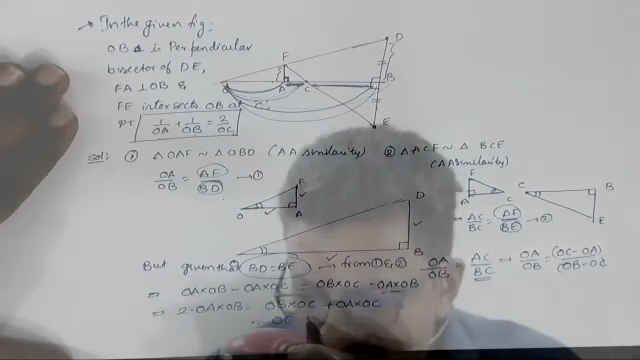 → In the given fig:
OB is Perpendicular
bisector of DE,
FA ⊥ OB &
FE intersects OB at 'C'
PT 1/OA + 1/OB = 2/OC
D
F
A
C
B
E
Sol: ① △OAF ~ △OBD (AA Similarity) ② △ACF ~ △BCE
(AA similarity)
OA/OB = AF/BD → ①
F
O
A
D
B
F
A
C
C
B
E
⇒ AC/BC = AF/BE → ②
But given that BD = BE → from ① & ② OA/OB = AC/BC → OA/OB = (OC-OA)/(OB-OC)
⇒ OA×OB - OA×OC = OB×OC - OA×OB
⇒ 2·OA×OB = OB×OC + OA×OC
= OC